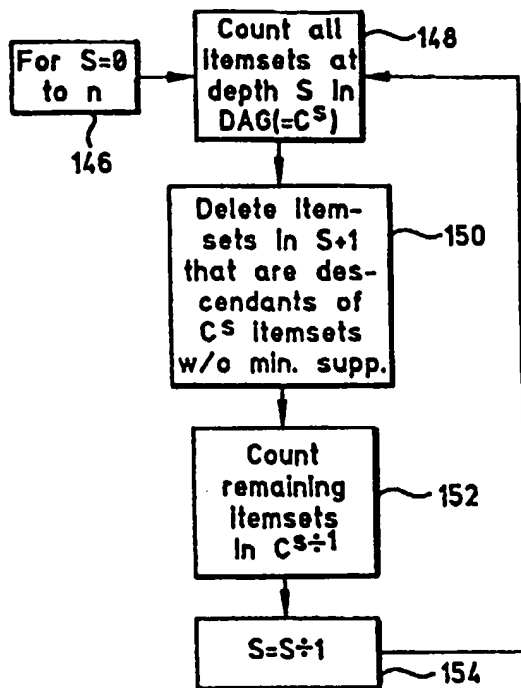 For S=0
to n
146
Count all
itemsets at
depth S in
DAG(=C^S)
148
Delete item-
sets in S+1
that are des-
cendants of
C^S itemsets
w/o min. supp.
150
Count
remaining
itemsets
in C^S÷1
152
S=S÷1
154